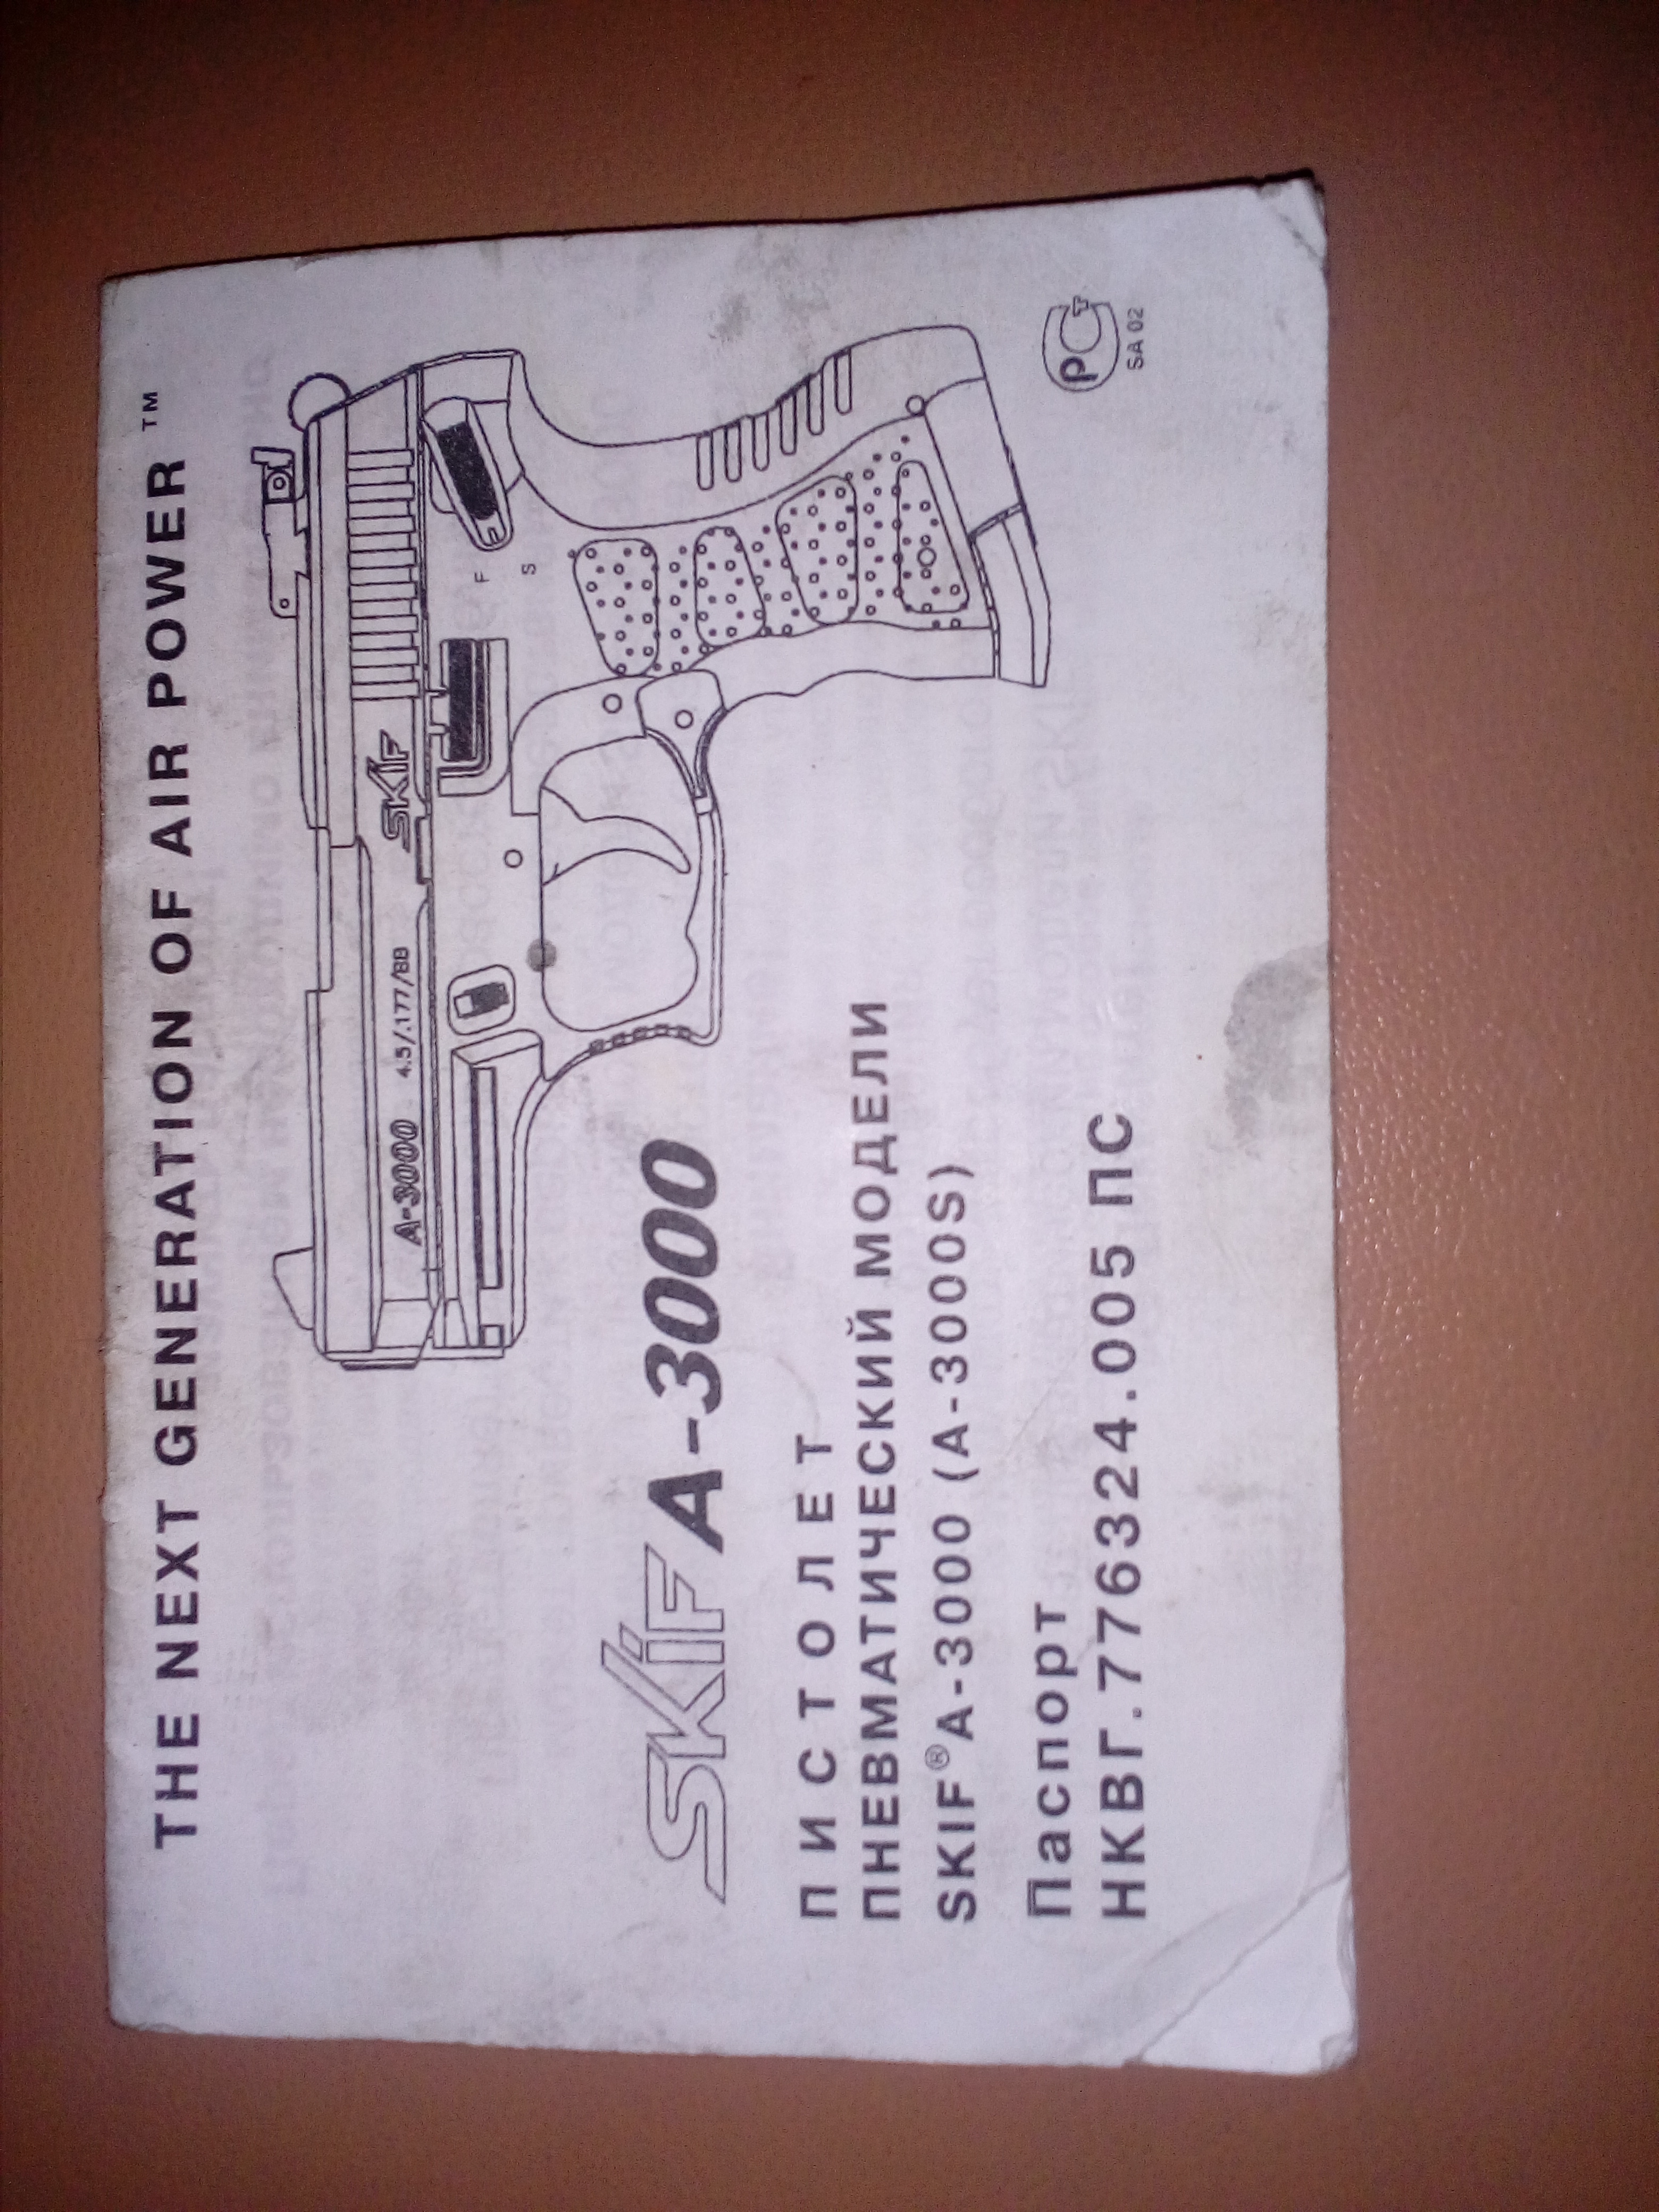 THE NEXT GENERATION OF AIR POWER ™
SKIF
A-3000 4.5/.177/BB
F
S
SKIF A-3000
ПИСТОЛЕТ
ПНЕВМАТИЧЕСКИЙ МОДЕЛИ
SKIF® A-3000 (A-3000S)
Паспорт
НКВГ.776324.005 ПС
РСТ
SA 02